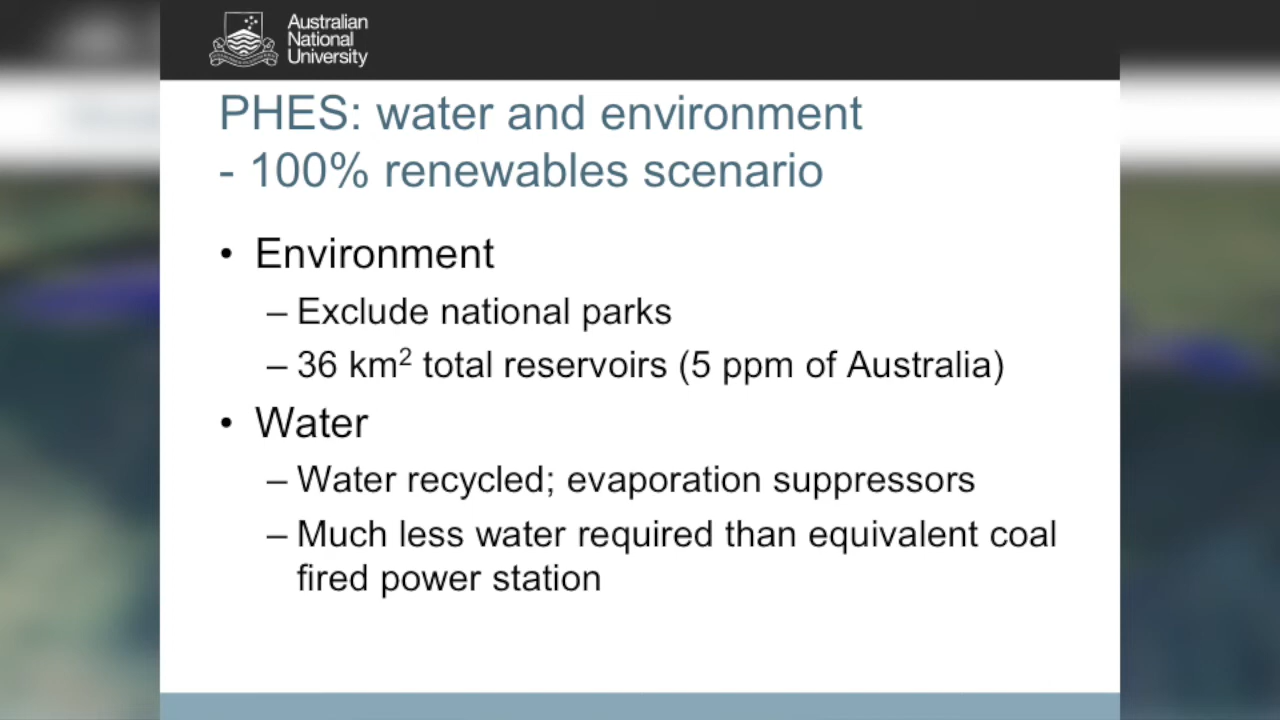 Australian
National
University
PHES: water and environment
- 100% renewables scenario
• Environment
– Exclude national parks
– 36 km² total reservoirs (5 ppm of Australia)
• Water
– Water recycled; evaporation suppressors
– Much less water required than equivalent coal
fired power station